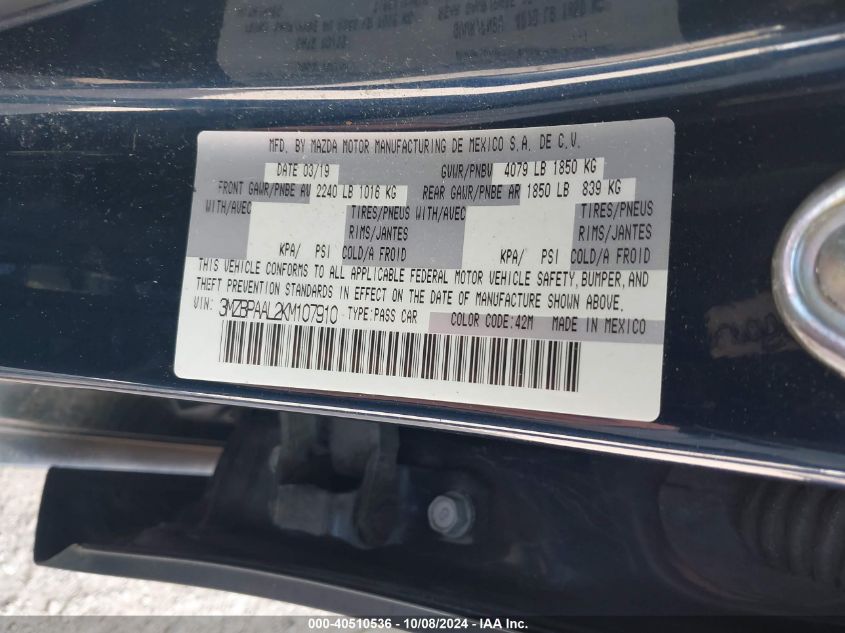 MFD. BY MAZDA MOTOR MANUFACTURING DE MEXICO S.A. DE C.V.
DATE 03/19 GVWR/PNBV 4079 LB 1850 KG
FRONT GAWR/PNBE AV 2240 LB 1016 KG REAR GAWR/PNBE AR 1850 LB 839 KG
WITH/AVEC TIRES/PNEUS WITH/AVEC TIRES/PNEUS
RIMS/JANTES RIMS/JANTES
KPA/ PSI COLD/A FROID KPA/ PSI COLD/A FROID
THIS VEHICLE CONFORMS TO ALL APPLICABLE FEDERAL MOTOR VEHICLE SAFETY, BUMPER, AND
THEFT PREVENTION STANDARDS IN EFFECT ON THE DATE OF MANUFACTURE SHOWN ABOVE.
VIN: 3MZBPAAL2KM107910 TYPE: PASS CAR COLOR CODE: 42M MADE IN MEXICO
000-40510536 - 10/08/2024 - IAA Inc.